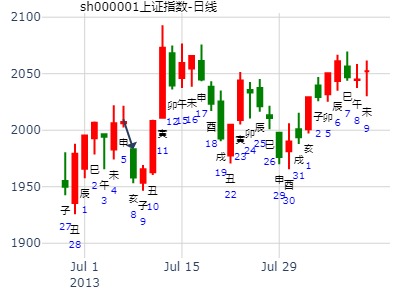 sh000001上证指数-日线
2100
2050
2000
1950
1900
子
27
丑
28
辰
1
巳
2
午
3
未
4
申
5
亥
8
子
9
丑
10
寅
11
卯
12
午
15
未
16
申
17
酉
18
戌
19
丑
22
寅
23
卯
24
辰
25
巳
26
申
29
酉
30
戌
31
亥
1
子
2
卯
5
辰
6
巳
7
午
8
未
9
Jul 1
2013
Jul 15
Jul 29